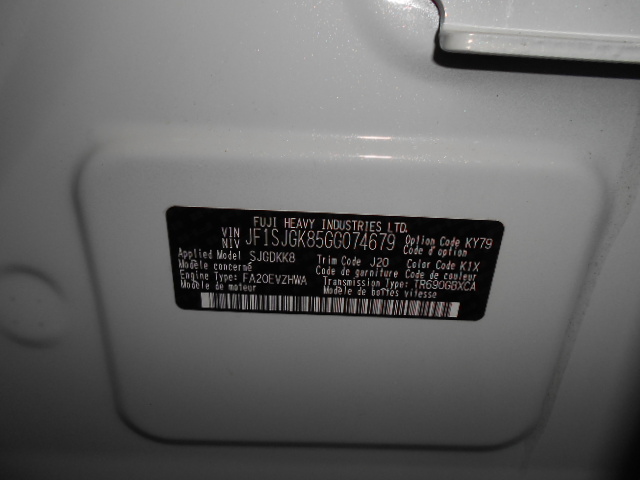 FUJI HEAVY INDUSTRIES LTD.
VIN NIV JF1SJGK85GG074679 Option Code KY79
Applied Model SJGDKK8 Trim Code J20 Color Code K1X
Modèle concerné Code de garniture Code de couleur
Engine Type: FA20EVZHWA Transmission Type: TR690GBXCA
Modèle de moteur Modèle de boîtes vitesse